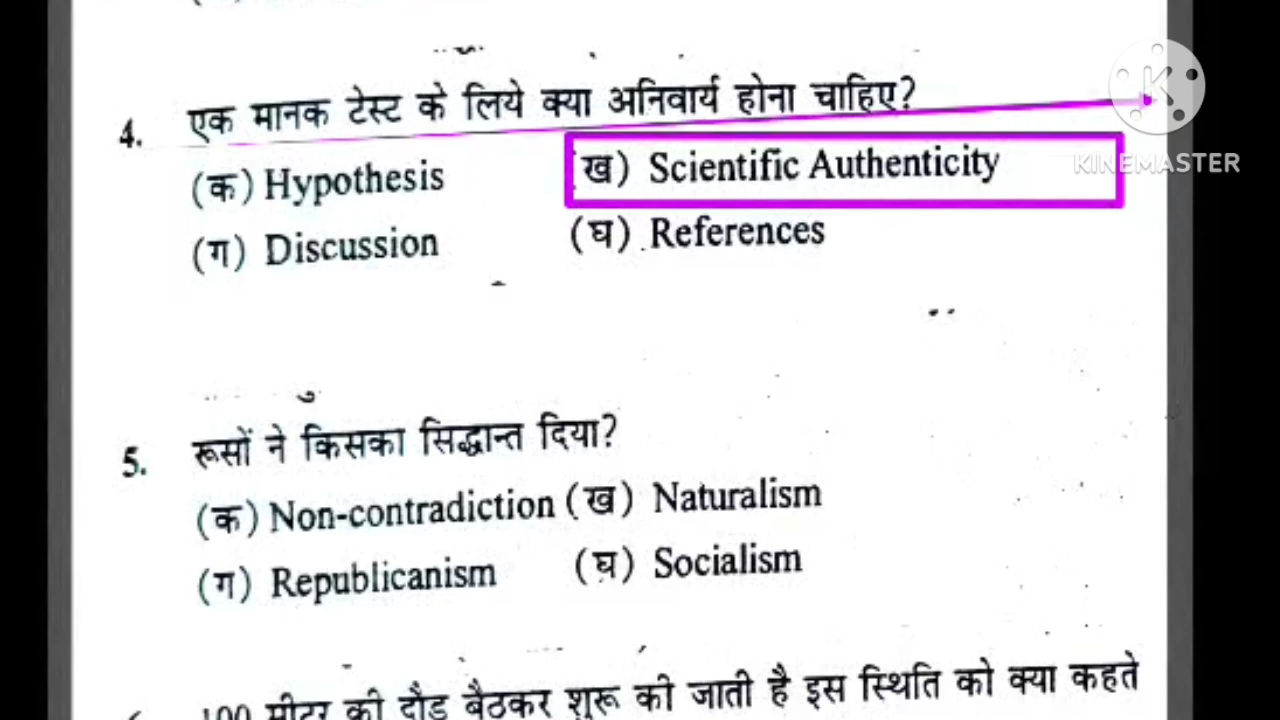 4. एक मानक टेस्ट के लिये क्या अनिवार्य होना चाहिए?
(क) Hypothesis ख) Scientific Authenticity
(ग) Discussion (घ) References
5. रूसों ने किसका सिद्धान्त दिया?
(क) Non-contradiction (ख) Naturalism
(ग) Republicanism (घ) Socialism
100 मीटर की दौड़ बैठकर शुरू की जाती है इस स्थिति को क्या कहते
K
KINEMASTER